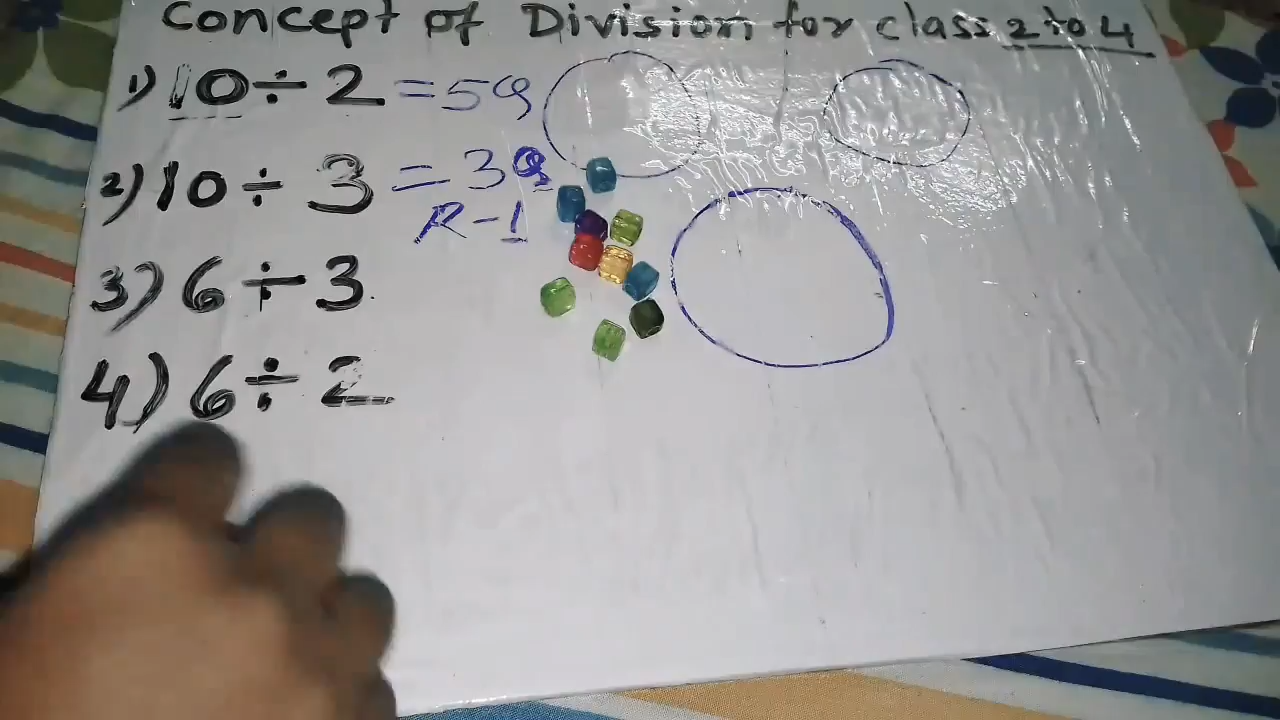 Concept of Division for class 2 to 4
1) 10 ÷ 2 = 5 Q
2) 10 ÷ 3 = 3 Q
R - 1
3) 6 ÷ 3
4) 6 ÷ 2